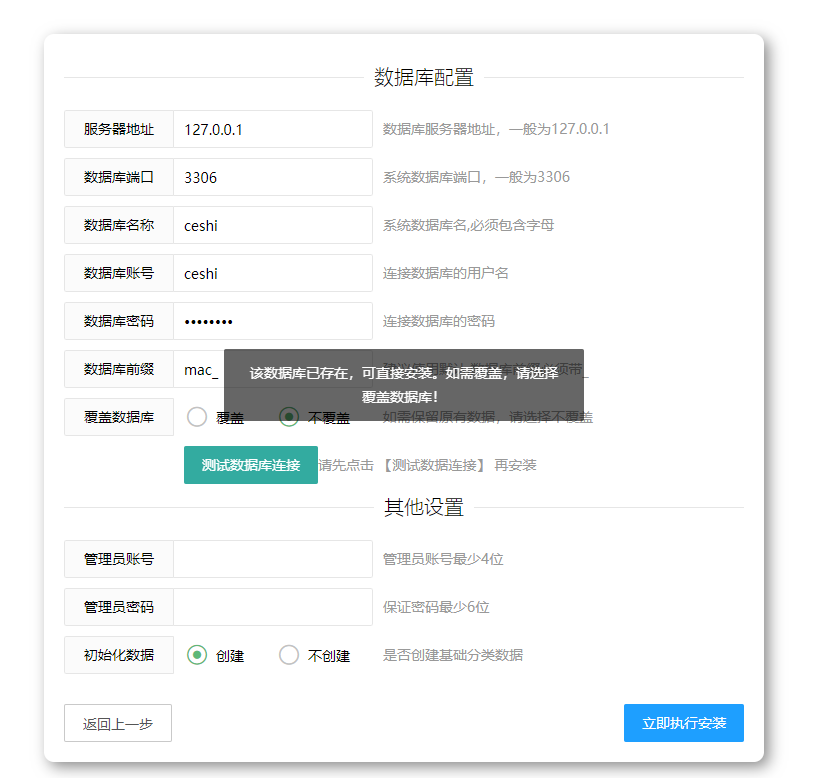 数据库配置
服务器地址 127.0.0.1 数据库服务器地址，一般为127.0.0.1
数据库端口 3306 系统数据库端口，一般为3306
数据库名称 ceshi 系统数据库名,必须包含字母
数据库账号 ceshi 连接数据库的用户名
数据库密码 •••••••• 连接数据库的密码
数据库前缀 mac_
该数据库已存在，可直接安装。如需覆盖，请选择
覆盖数据库！
覆盖数据库 覆盖 不覆盖 如需保留原有数据，请选择不覆盖
测试数据库连接 请先点击 【测试数据连接】 再安装
其他设置
管理员账号 管理员账号最少4位
管理员密码 保证密码最少6位
初始化数据 创建 不创建 是否创建基础分类数据
返回上一步 立即执行安装